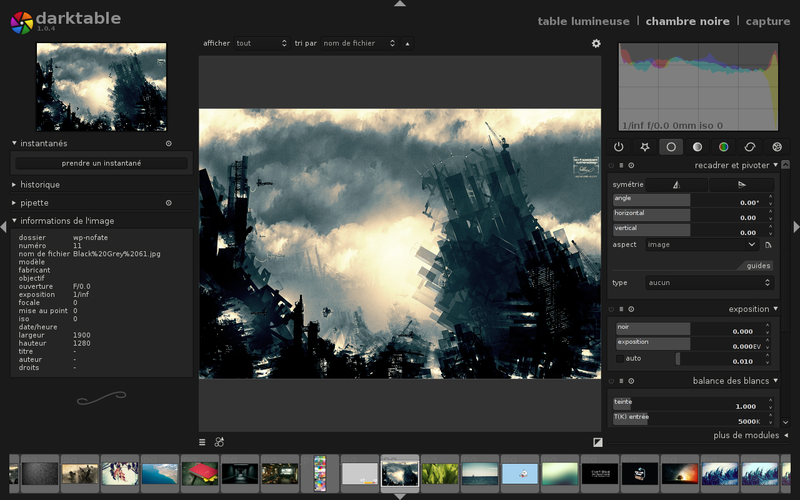 darktable
1.0.4
table lumineuse | chambre noire | capture
afficher tout tri par nom de fichier
1/inf f/0.0 0mm iso 0
instantanés
prendre un instantané
historique
pipette
informations de l'image
dossier wp-nofate
numéro 11
nom de fichier Black%20Grey%2061.jpg
modèle
fabricant
objectif
ouverture F/0.0
exposition 1/inf
focale 0
mise au point 0
iso 0
date/heure
largeur 1900
hauteur 1280
titre -
auteur -
droits -
recadrer et pivoter
symétrie
angle 0.00°
horizontal 0.00
vertical 0.00
aspect image
guides
type aucun
exposition
noir 0.000
exposition 0.000EV
auto 0.010
balance des blancs
teinte 1.000
T(K) entrée 5000K
plus de modules